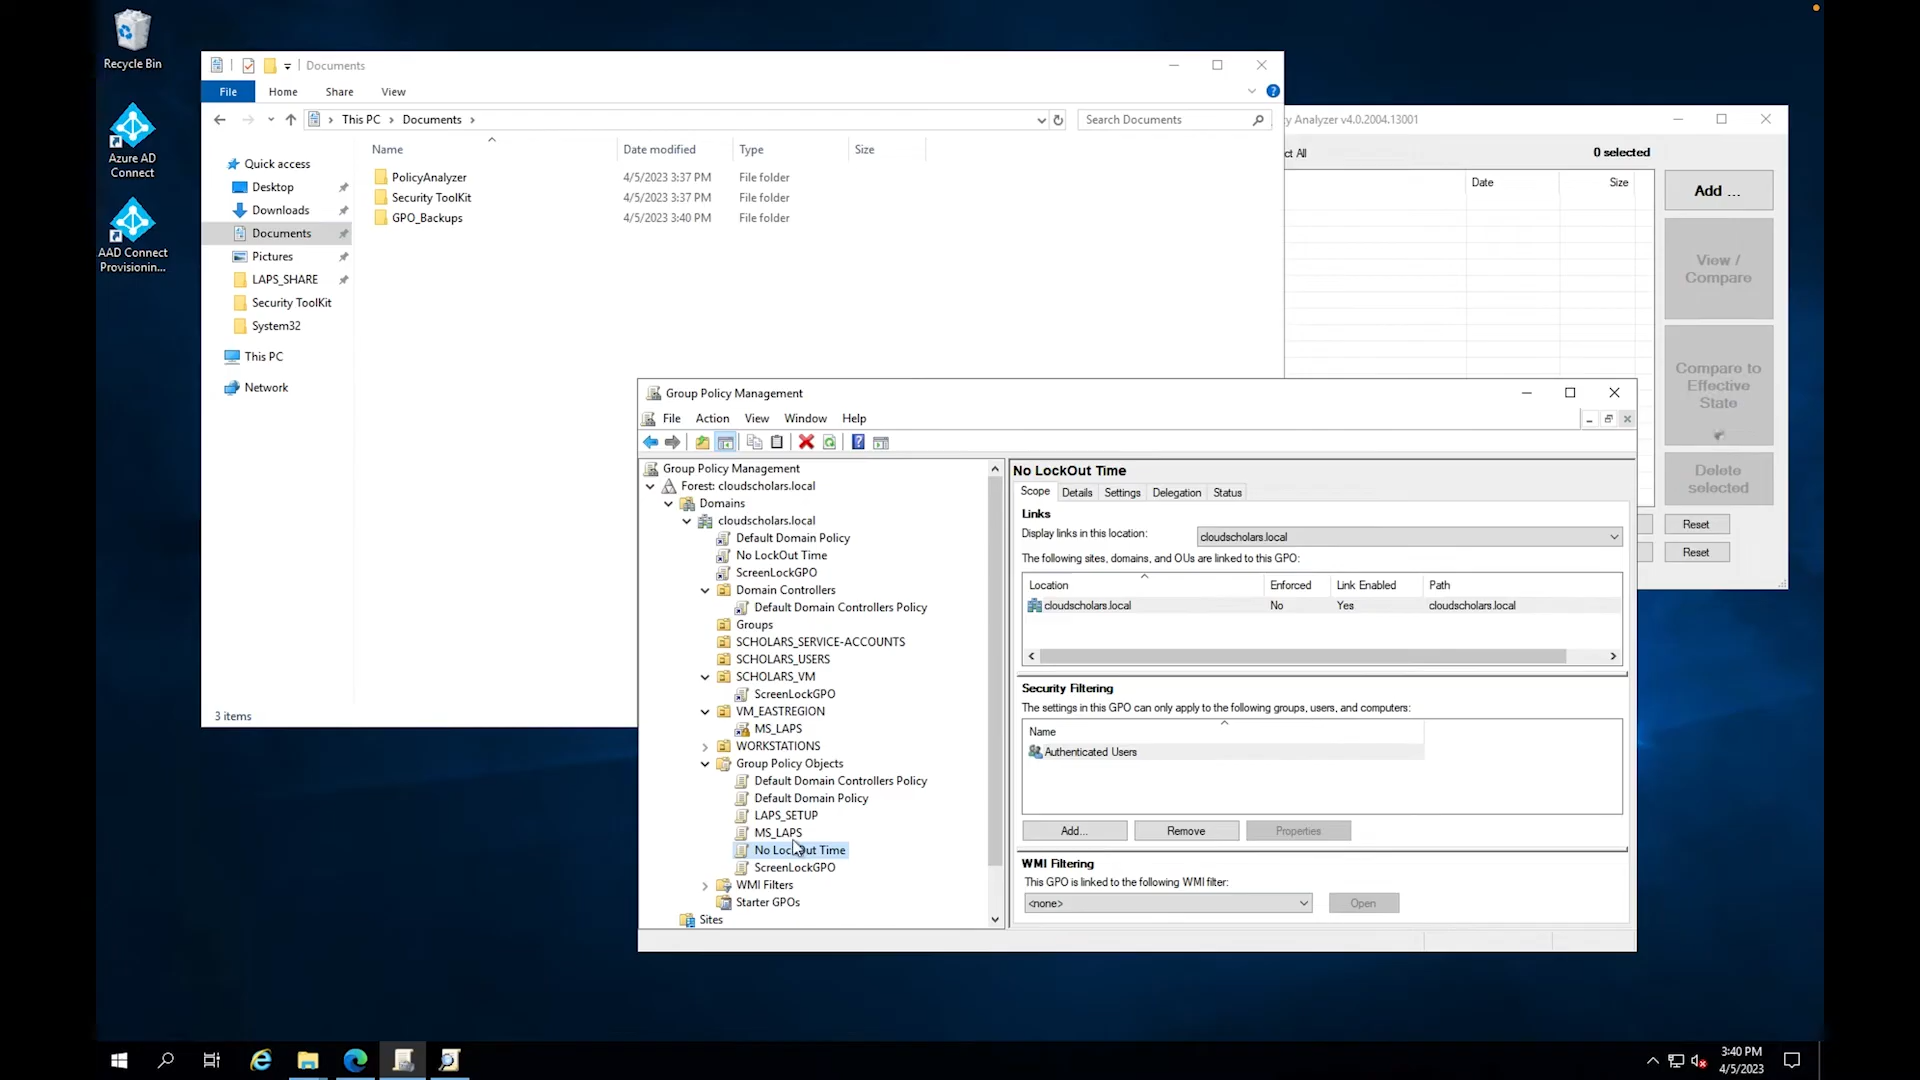 Recycle Bin
Azure AD
Connect
AAD Connect
Provisionin...
Documents
File
Home
Share
View
This PC
Documents
Search Documents
Name
Date modified
Type
Size
Quick access
Desktop
Downloads
Documents
Pictures
LAPS_SHARE
Security ToolKit
System32
This PC
Network
PolicyAnalyzer
4/5/2023 3:37 PM
File folder
Security ToolKit
4/5/2023 3:37 PM
File folder
GPO_Backups
4/5/2023 3:40 PM
File folder
3 items
y Analyzer v4.0.2004.13001
ct All
0 selected
Date
Size
Add ...
View /
Compare
Compare to
Effective
State
Delete
selected
Reset
Reset
Group Policy Management
File
Action
View
Window
Help
Group Policy Management
Forest: cloudscholars.local
Domains
cloudscholars.local
Default Domain Policy
No LockOut Time
ScreenLockGPO
Domain Controllers
Default Domain Controllers Policy
Groups
SCHOLARS_SERVICE-ACCOUNTS
SCHOLARS_USERS
SCHOLARS_VM
ScreenLockGPO
VM_EASTREGION
MS_LAPS
WORKSTATIONS
Group Policy Objects
Default Domain Controllers Policy
Default Domain Policy
LAPS_SETUP
MS_LAPS
No LockOut Time
ScreenLockGPO
WMI Filters
Starter GPOs
Sites
No LockOut Time
Scope
Details
Settings
Delegation
Status
Links
Display links in this location:
cloudscholars.local
The following sites, domains, and OUs are linked to this GPO:
Location
Enforced
Link Enabled
Path
cloudscholars.local
No
Yes
cloudscholars.local
Security Filtering
The settings in this GPO can only apply to the following groups, users, and computers:
Name
Authenticated Users
Add...
Remove
Properties
WMI Filtering
This GPO is linked to the following WMI filter:
<none>
Open
3:40 PM
4/5/2023